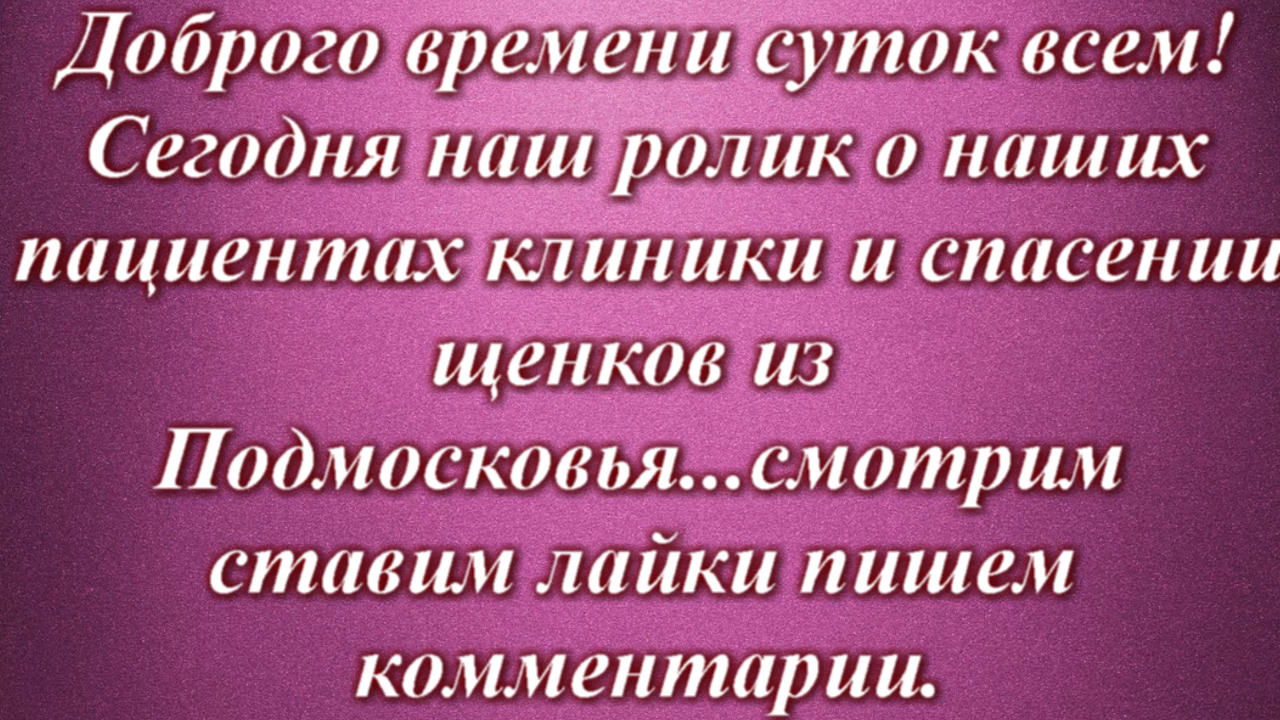 Доброго времени суток всем!
Сегодня наш ролик о наших
пациентах клиники и спасении
щенков из
Подмосковья...смотрим
ставим лайки пишем
комментарии.